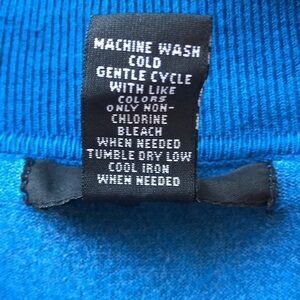 MACHINE WASH
COLD
GENTLE CYCLE
WITH LIKE
COLORS
ONLY NON-
CHLORINE
BLEACH
WHEN NEEDED
TUMBLE DRY LOW
COOL IRON
WHEN NEEDED